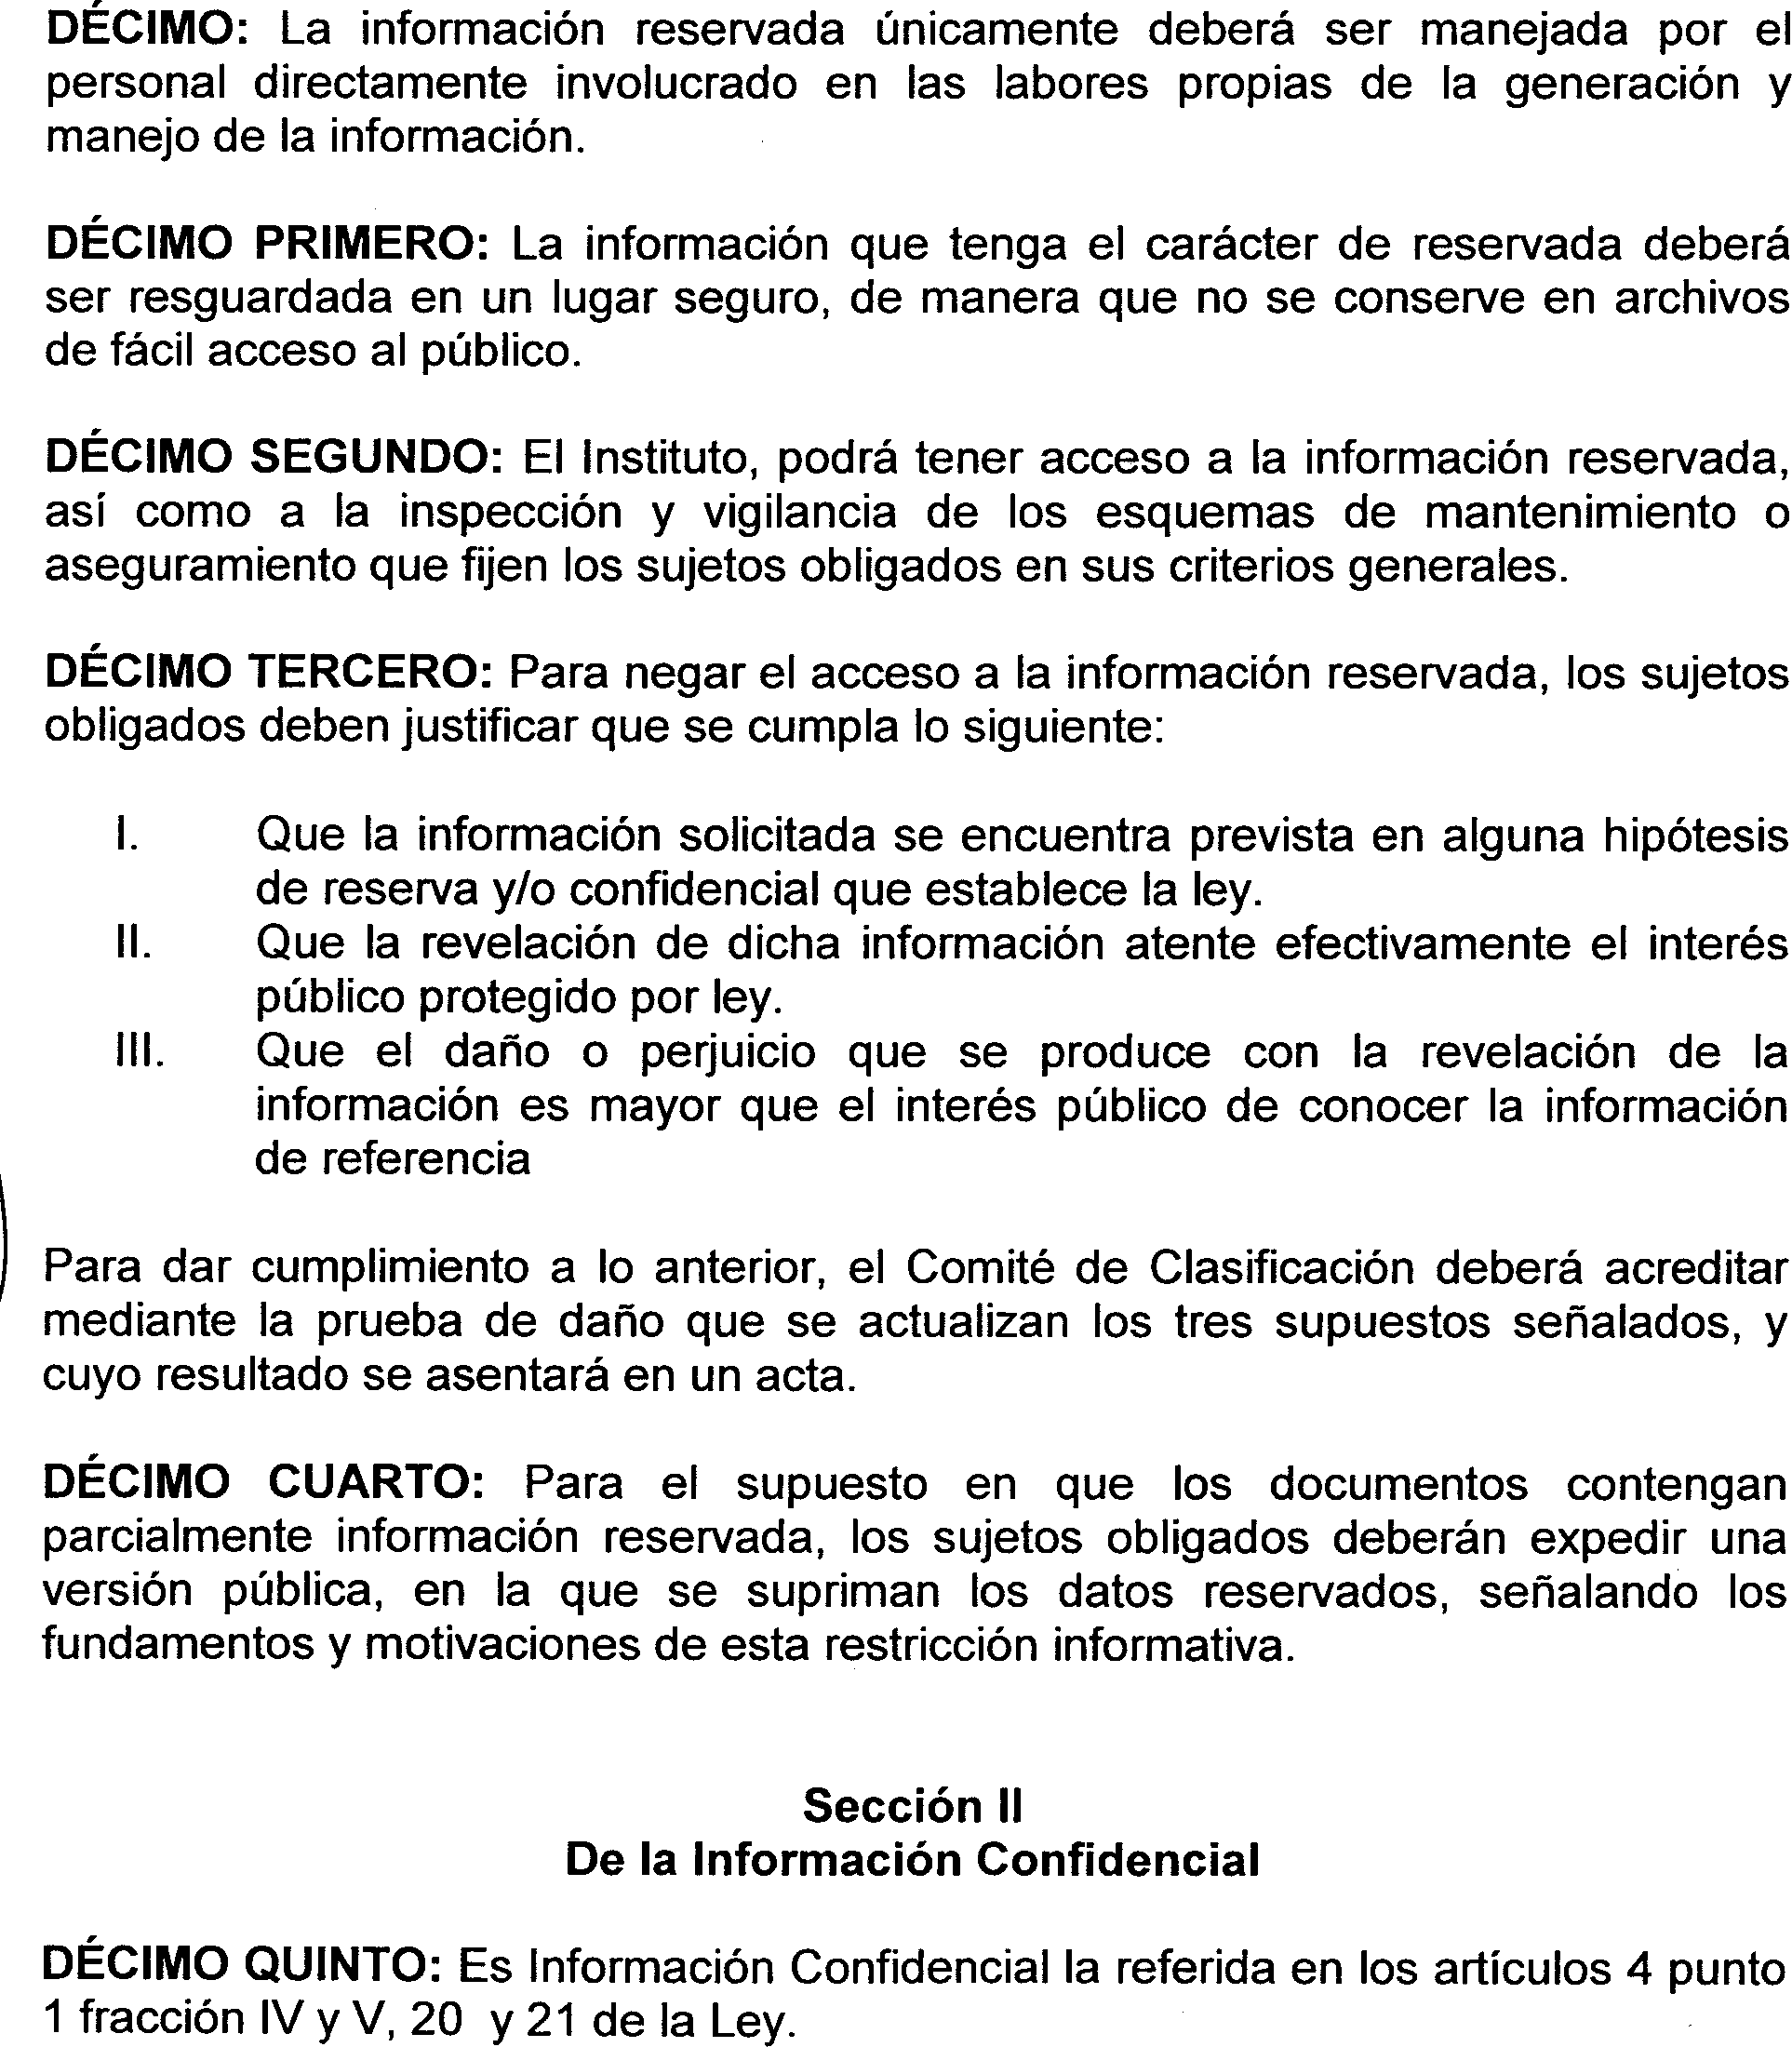 DÉCIMO: La información reservada únicamente deberá ser manejada por el
personal directamente involucrado en las labores propias de la generación y
manejo de la información.
DÉCIMO PRIMERO: La información que tenga el carácter de reservada deberá
ser resguardada en un lugar seguro, de manera que no se conserve en archivos
de fácil acceso al público.
DÉCIMO SEGUNDO: El Instituto, podrá tener acceso a la información reservada,
así como a la inspección y vigilancia de los esquemas de mantenimiento o
aseguramiento que fijen los sujetos obligados en sus criterios generales.
DÉCIMO TERCERO: Para negar el acceso a la información reservada, los sujetos
obligados deben justificar que se cumpla lo siguiente:
I. Que la información solicitada se encuentra prevista en alguna hipótesis
de reserva y/o confidencial que establece la ley.
II. Que la revelación de dicha información atente efectivamente el interés
público protegido por ley.
III. Que el daño o perjuicio que se produce con la revelación de la
información es mayor que el interés público de conocer la información
de referencia
Para dar cumplimiento a lo anterior, el Comité de Clasificación deberá acreditar
mediante la prueba de daño que se actualizan los tres supuestos señalados, y
cuyo resultado se asentará en un acta.
DÉCIMO CUARTO: Para el supuesto en que los documentos contengan
parcialmente información reservada, los sujetos obligados deberán expedir una
versión pública, en la que se supriman los datos reservados, señalando los
fundamentos y motivaciones de esta restricción informativa.
Sección II
De la Información Confidencial
DÉCIMO QUINTO: Es Información Confidencial la referida en los artículos 4 punto
1 fracción IV y V, 20 y 21 de la Ley.